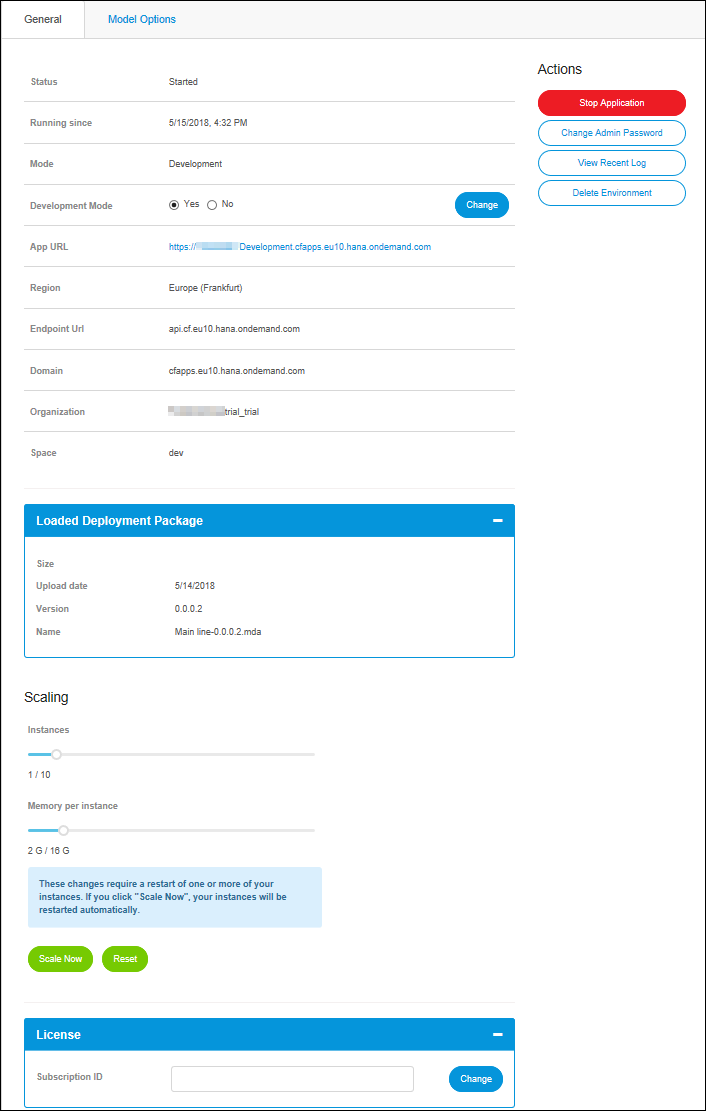 General
Model Options
Status Started
Running since 5/15/2018, 4:32 PM
Mode Development
Development Mode Yes No Change
App URL https:// Development.cfapps.eu10.hana.ondemand.com
Region Europe (Frankfurt)
Endpoint Url api.cf.eu10.hana.ondemand.com
Domain cfapps.eu10.hana.ondemand.com
Organization trial_trial
Space dev
Actions
Stop Application
Change Admin Password
View Recent Log
Delete Environment
Loaded Deployment Package
Size
Upload date 5/14/2018
Version 0.0.0.2
Name Main line-0.0.0.2.mda
Scaling
Instances
1 / 10
Memory per instance
2 G / 16 G
These changes require a restart of one or more of your
instances. If you click "Scale Now", your instances will be
restarted automatically.
Scale Now Reset
License
Subscription ID Change